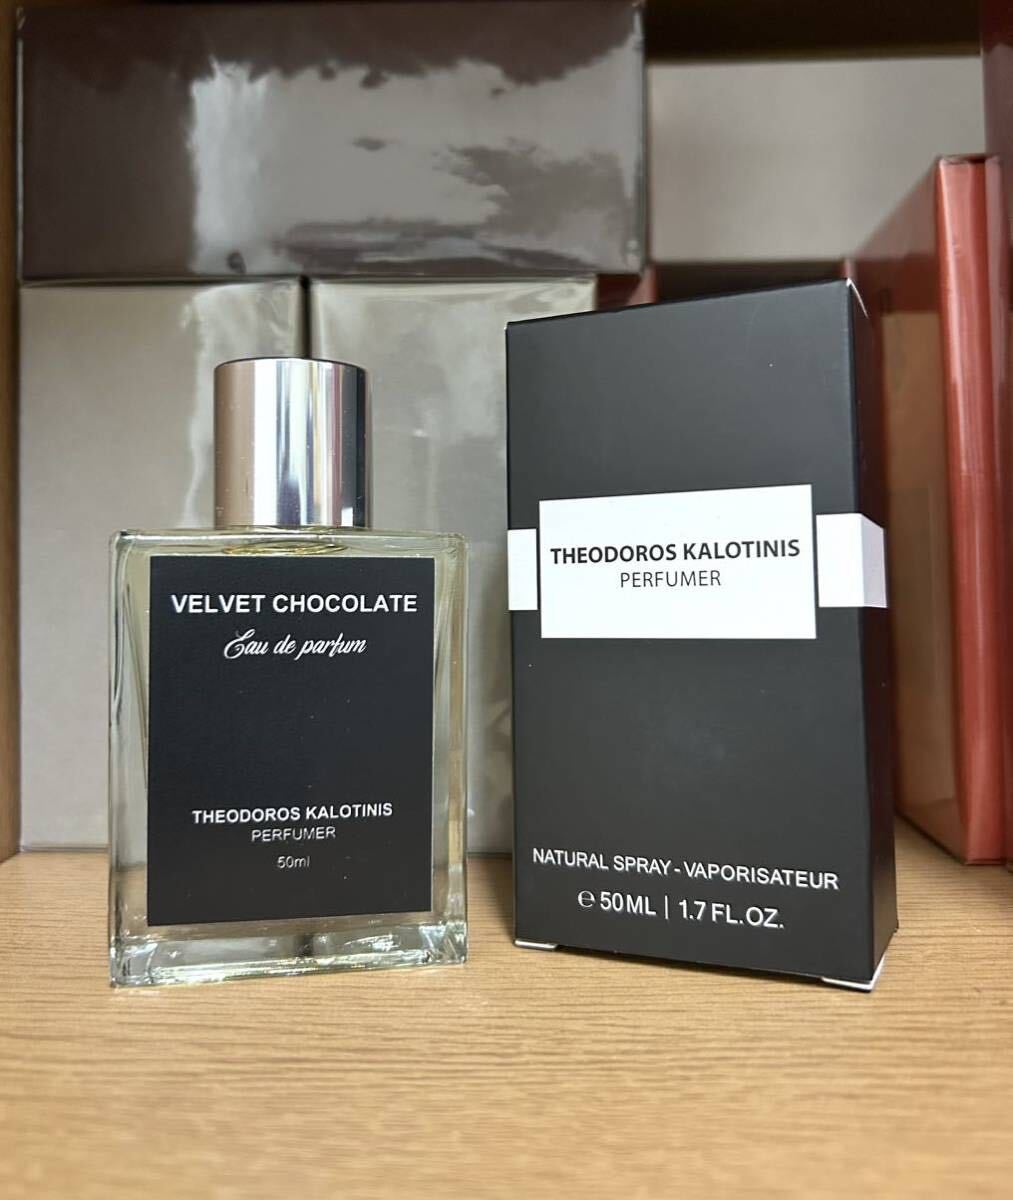 VELVET CHOCOLATE
Eau de parfum
THEODOROS KALOTINIS
PERFUMER
50ml
THEODOROS KALOTINIS
PERFUMER
NATURAL SPRAY - VAPORISATEUR
℮ 50 ML | 1.7 FL.OZ.